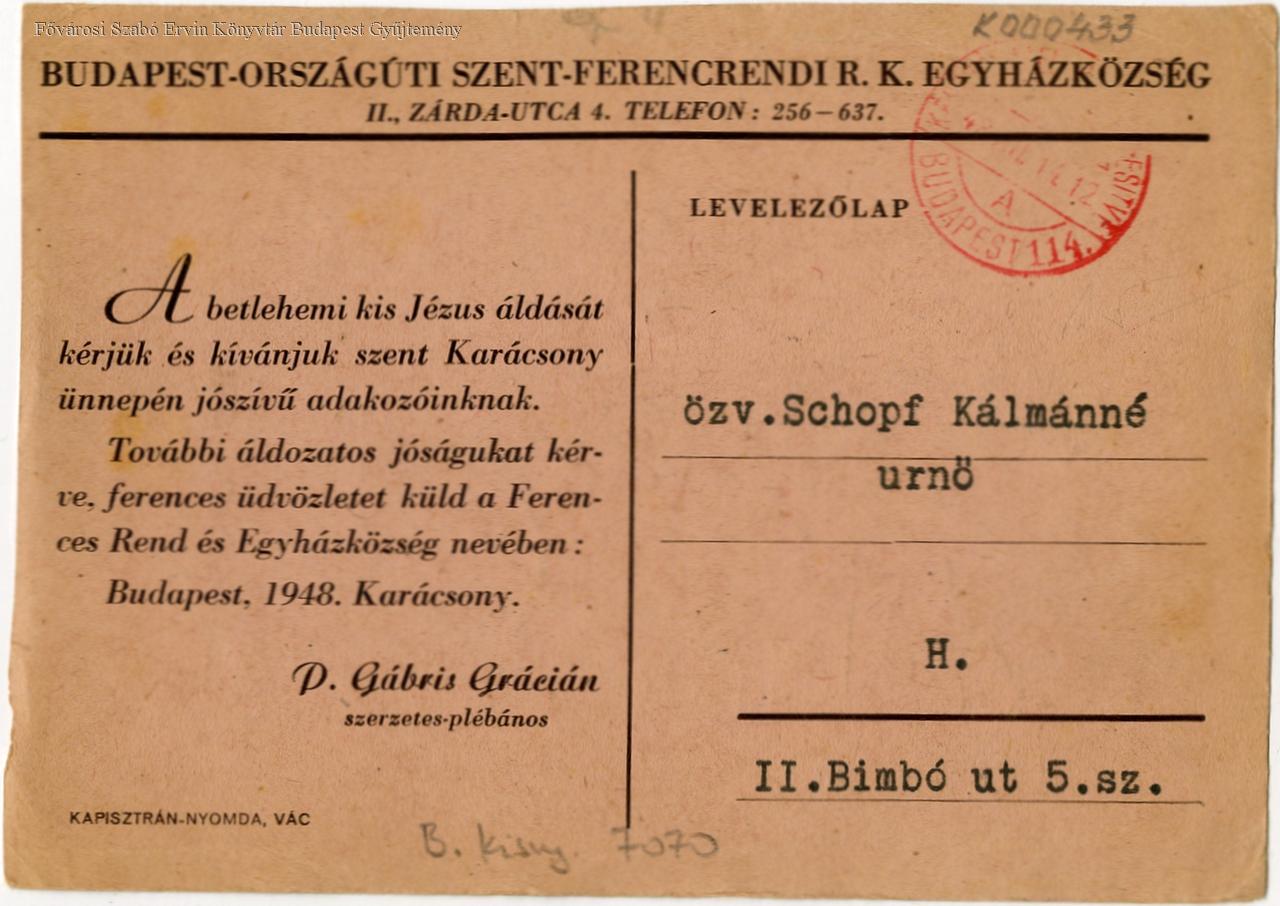 Fővárosi Szabó Ervin Könyvtár Budapest Gyűjtemény
K000433
BUDAPEST-ORSZÁGÚTI SZENT-FERENCRENDI R. K. EGYHÁZKÖZSÉG
II., ZÁRDA-UTCA 4. TELEFON: 256–637.
A betlehemi kis Jézus áldását
kérjük és kívánjuk szent Karácsony
ünnepén jószívű adakozóinknak.
További áldozatos jóságukat kér-
ve, ferences üdvözletet küld a Feren-
ces Rend és Egyházközség nevében:
Budapest, 1948. Karácsony.
P. Gábris Grácián
szerzetes-plébános
KAPISZTRÁN-NYOMDA, VÁC
LEVELEZŐLAP
A
BUDAPEST 114.
özv.Schopf Kálmánné
urnö
H.
II.Bimbó ut 5.sz.
B. Kisny. 7070